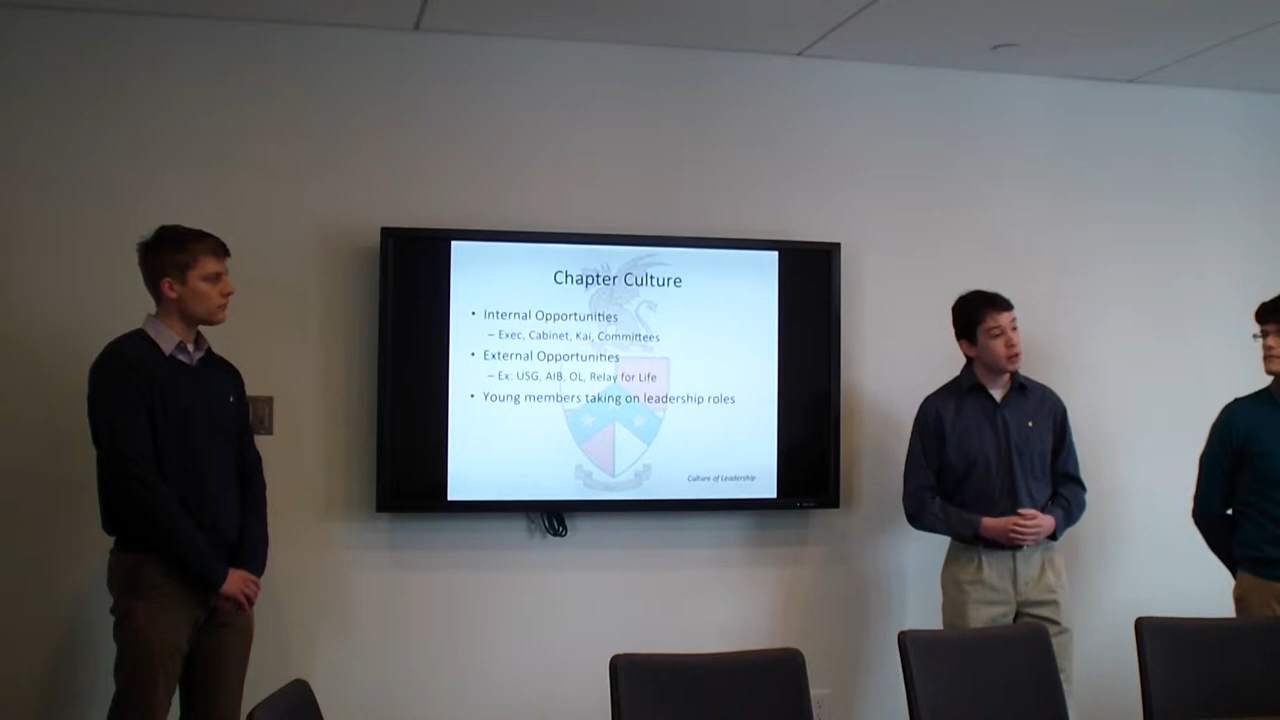 Chapter Culture
• Internal Opportunities
– Exec, Cabinet, Kai, Committees
• External Opportunities
– Ex: USG, AIB, OL, Relay for Life
• Young members taking on leadership roles
Culture of Leadership